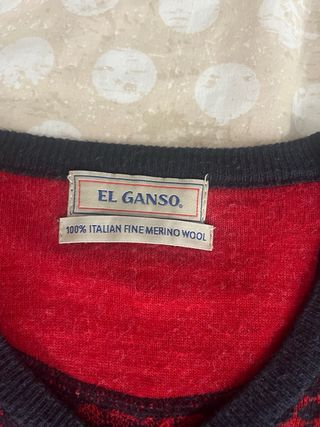 EL GANSO®
100% ITALIAN FINE MERINO WOOL